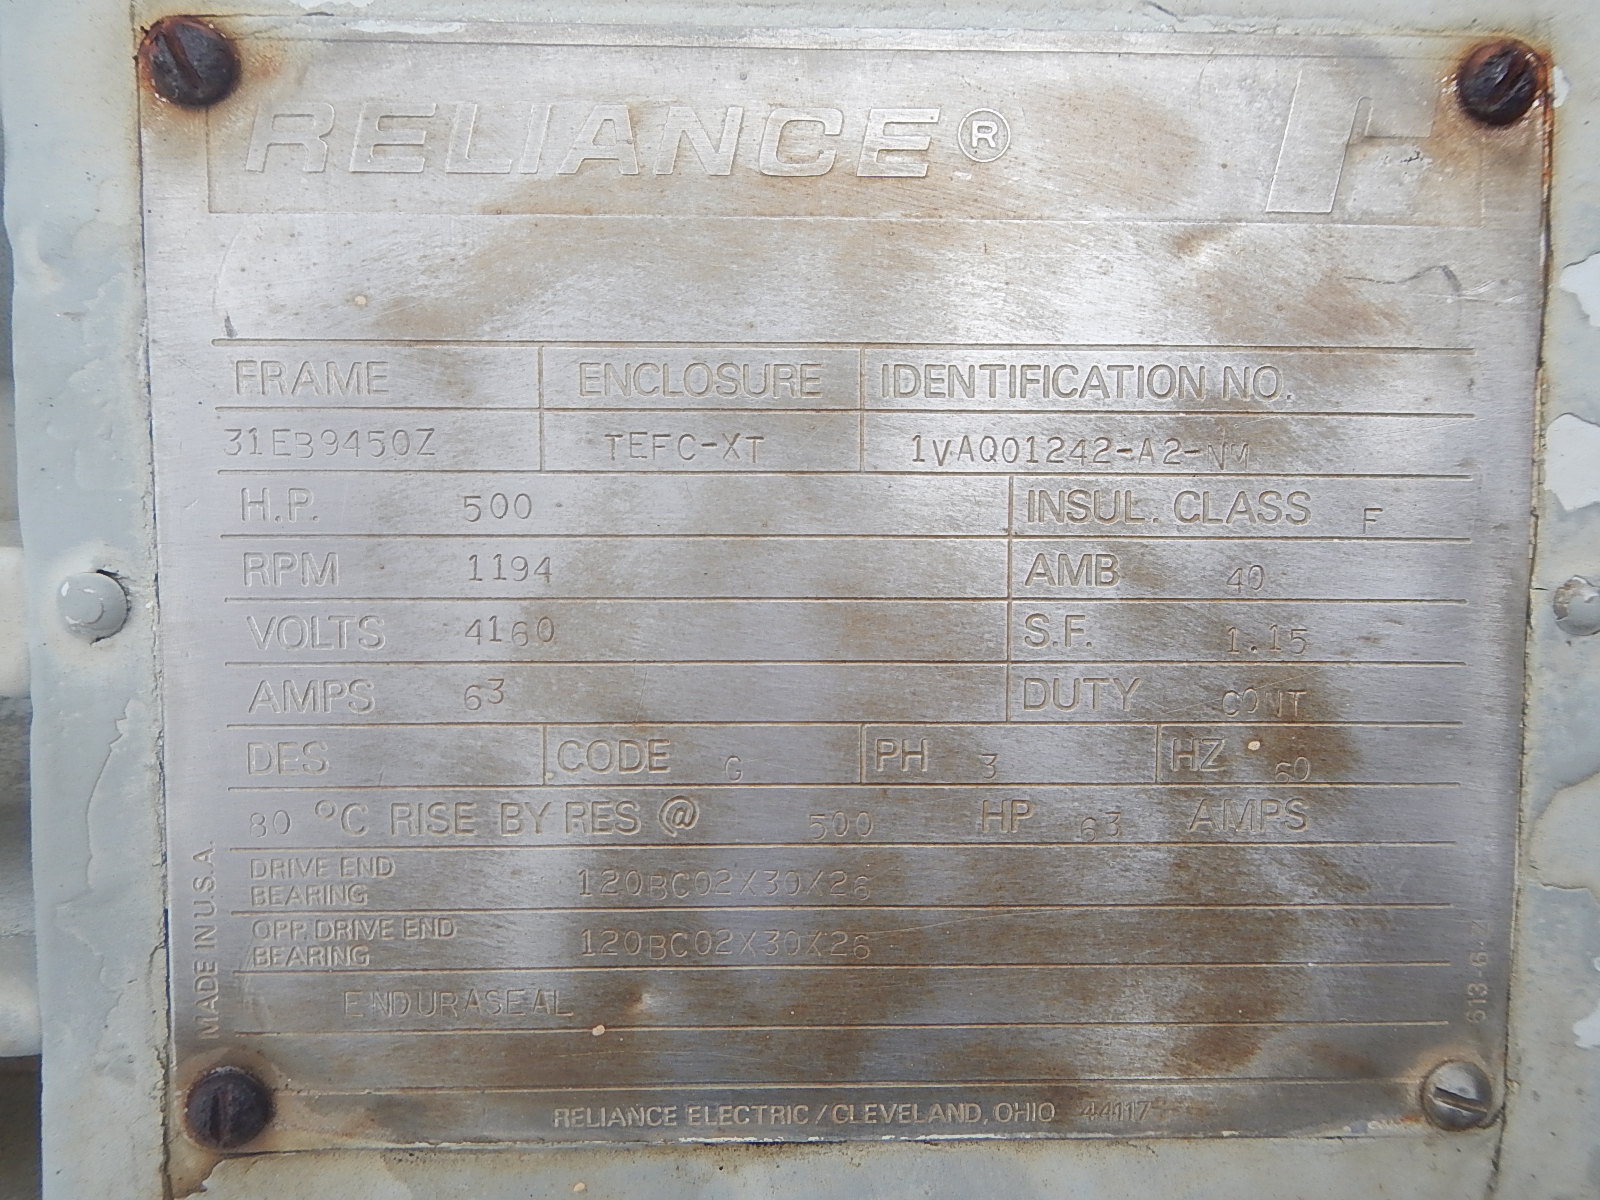 RELIANCE®
FRAME ENCLOSURE IDENTIFICATION NO.
31EB9450Z TEFC-XT 1VAQ01242-A2-NM
H.P. 500 INSUL. CLASS F
RPM 1194 AMB 40
VOLTS 4160 S.F. 1.15
AMPS 63 DUTY CONT
DES CODE G PH 3 HZ 60
80 °C RISE BY RES @ 500 HP 63 AMPS
DRIVE END
BEARING 120BC02X30X26
OPP. DRIVE END
BEARING 120BC02X30X26
ENDURASEAL
RELIANCE ELECTRIC / CLEVELAND, OHIO 44117
MADE IN U.S.A.